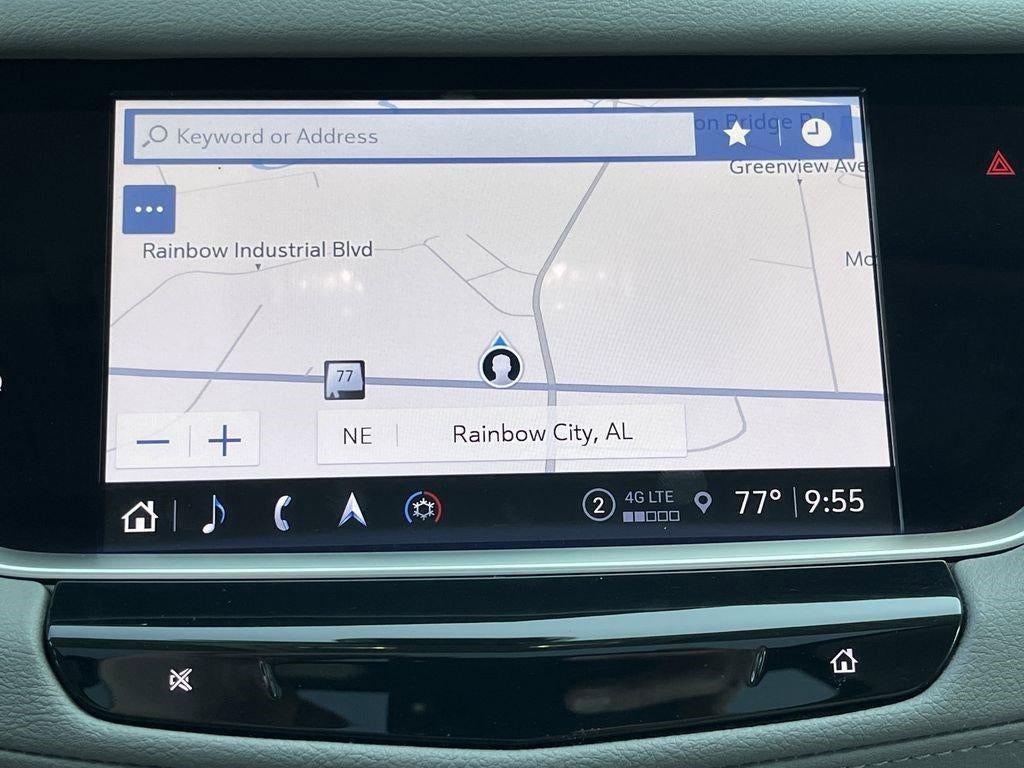 Keyword or Address
on Bridge Rd
Greenview Ave
Rainbow Industrial Blvd
Mo
77
NE
Rainbow City, AL
2
4G LTE
77°
9:55